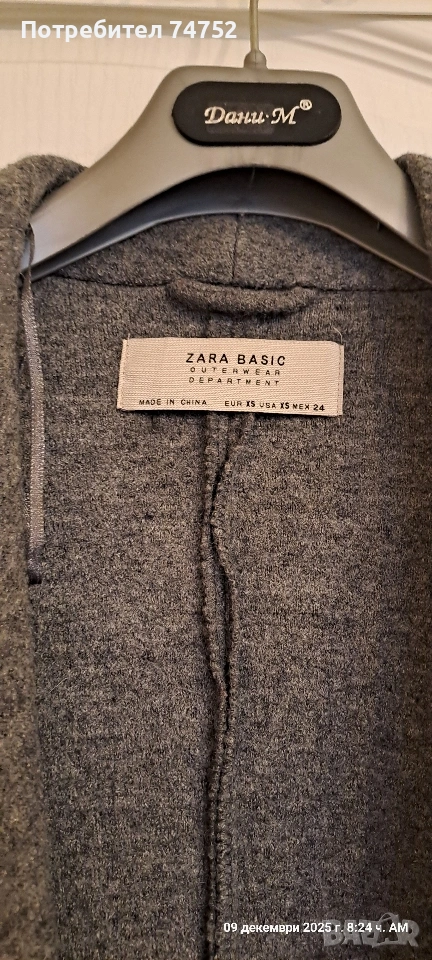 Потребител 74752
Дани·М®
ZARA BASIC
OUTERWEAR
DEPARTMENT
MADE IN CHINA EUR XS USA XS MEX 24
09 декември 2025 г. 8:24 ч. AM
BAZAR